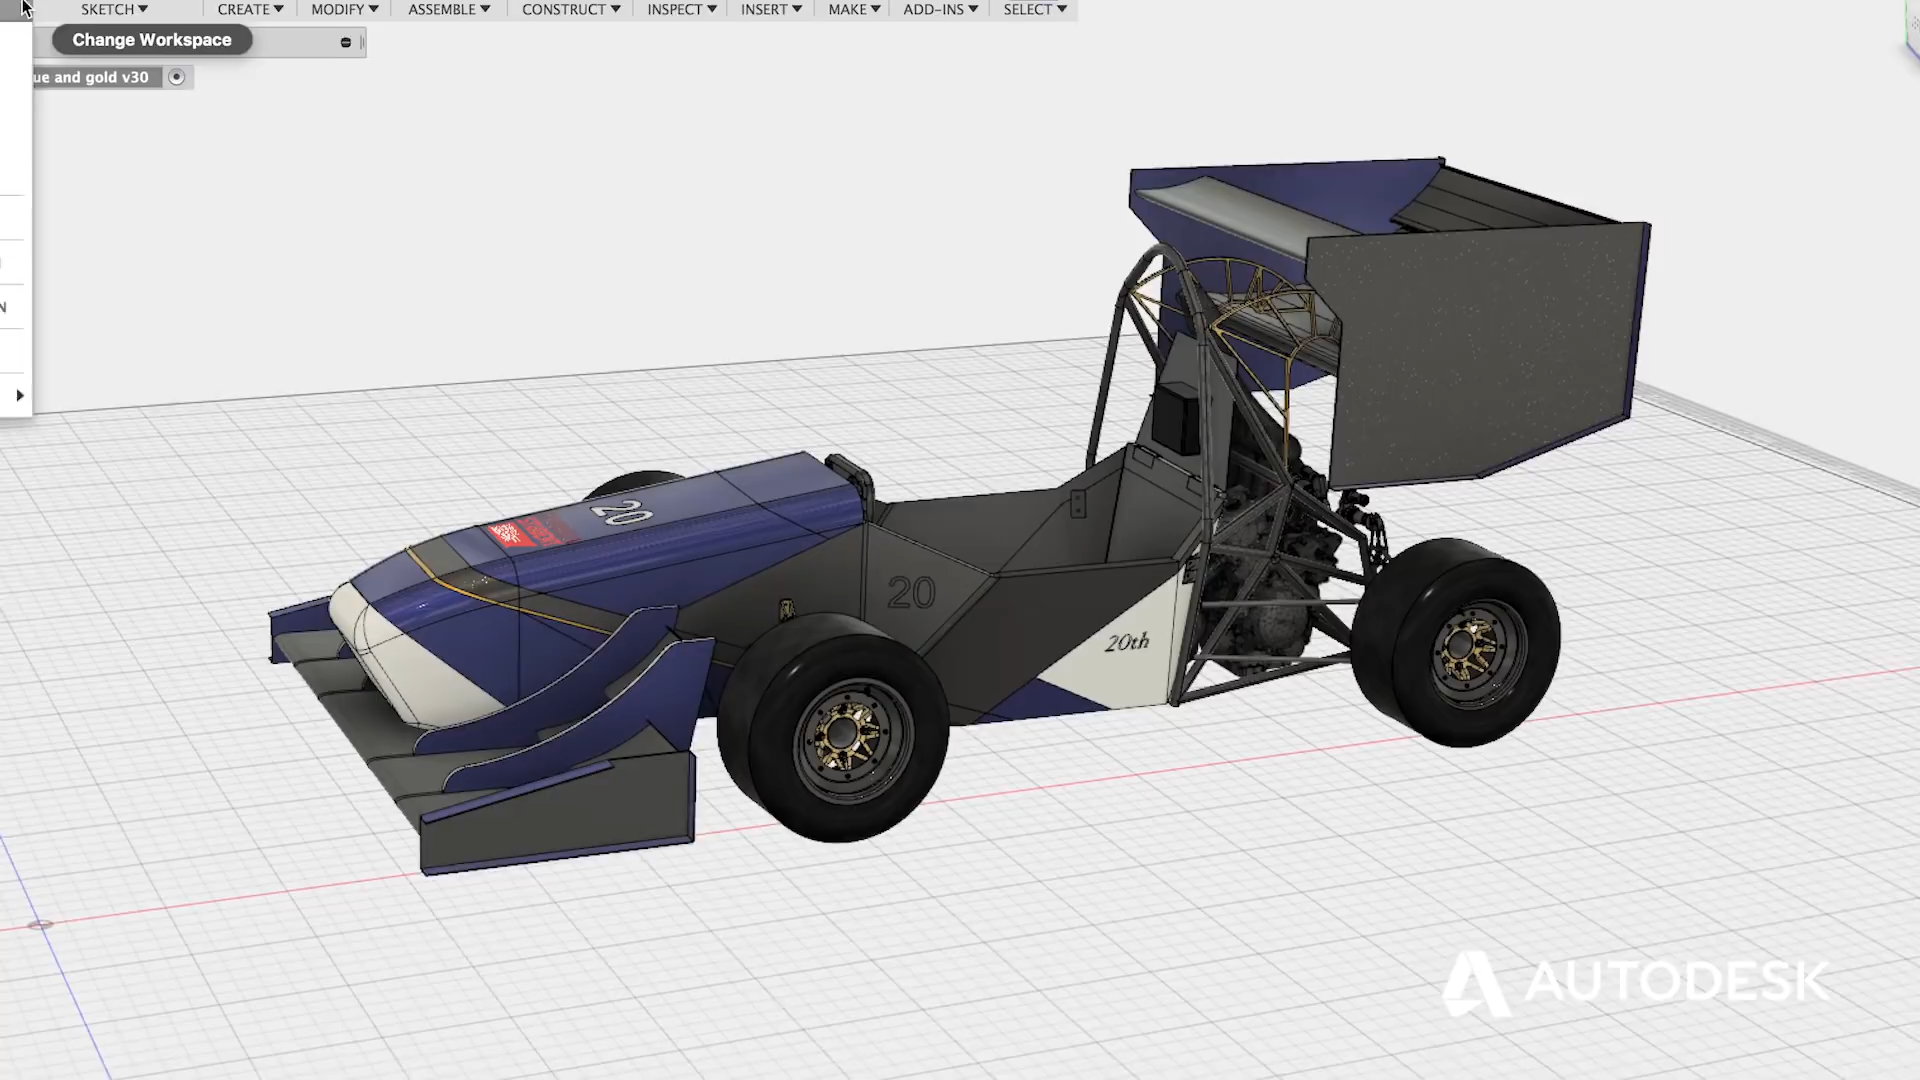 SKETCH CREATE MODIFY ASSEMBLE CONSTRUCT INSPECT INSERT MAKE ADD-INS SELECT
Change Workspace
ue and gold v30
N
20
20
20th
AUTODESK